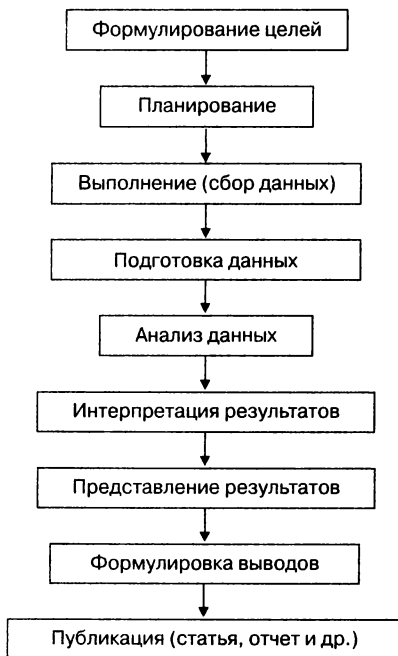 Формулирование целей
Планирование
Выполнение (сбор данных)
Подготовка данных
Анализ данных
Интерпретация результатов
Представление результатов
Формулировка выводов
Публикация (статья, отчет и др.)